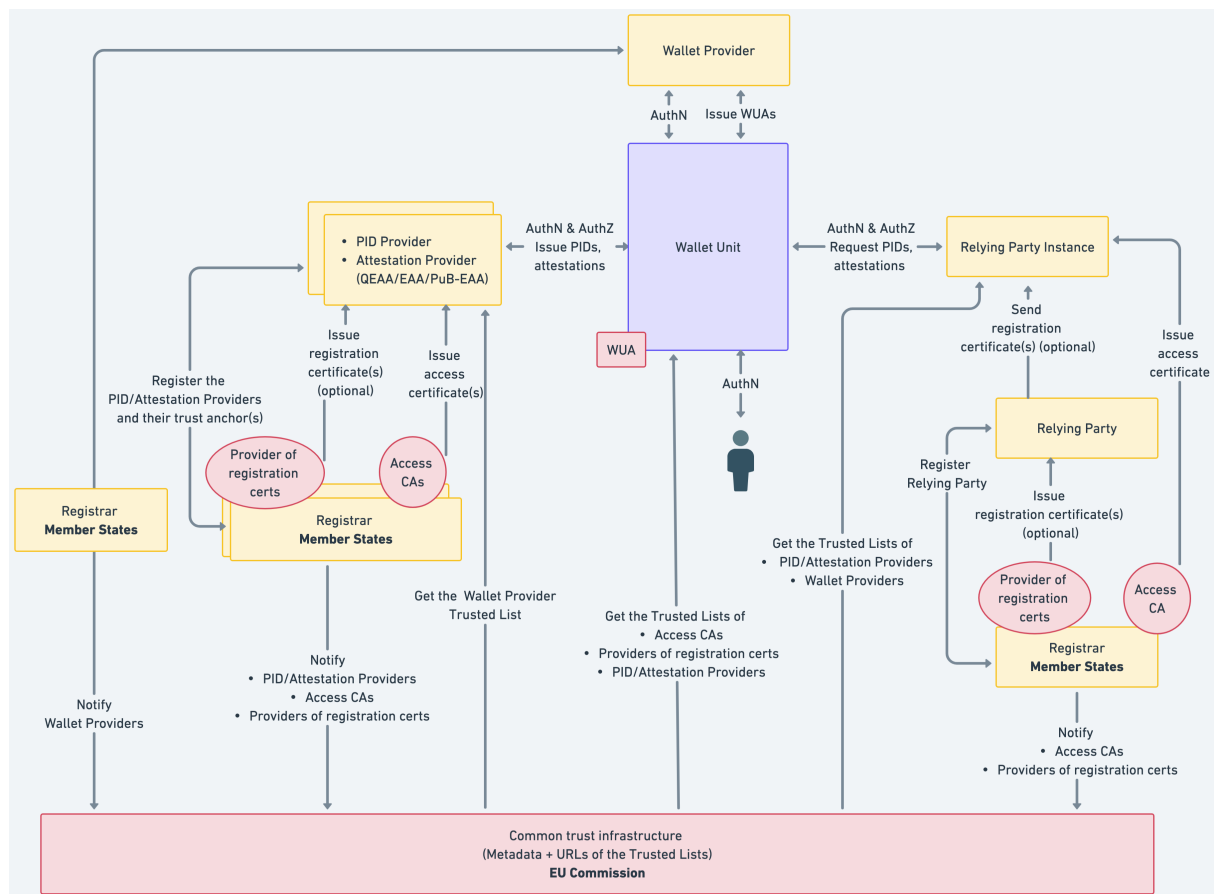 Wallet Provider
AuthN
Issue WUAs
Wallet Unit
WUA
AuthN
• PID Provider
• Attestation Provider
(QEAA/EAA/PuB-EAA)
AuthN & AuthZ
Issue PIDs,
attestations
AuthN & AuthZ
Request PIDs,
attestations
Relying Party Instance
Issue
registration
certificate(s)
(optional)
Issue
access
certificate(s)
Register the
PID/Attestation Providers
and their trust anchor(s)
Provider of
registration
certs
Access
CAs
Registrar
Member States
Registrar
Member States
Send
registration
certificate(s) (optional)
Issue
access
certificate
Relying Party
Register
Relying Party
Issue
registration certificate(s)
(optional)
Provider of
registration
certs
Access
CA
Registrar
Member States
Notify
Wallet Providers
Notify
• PID/Attestation Providers
• Access CAs
• Providers of registration certs
Get the Wallet Provider
Trusted List
Get the Trusted Lists of
• Access CAs
• Providers of registration certs
• PID/Attestation Providers
Get the Trusted Lists of
• PID/Attestation Providers
• Wallet Providers
Notify
• Access CAs
• Providers of registration certs
Common trust infrastructure
(Metadata + URLs of the Trusted Lists)
EU Commission